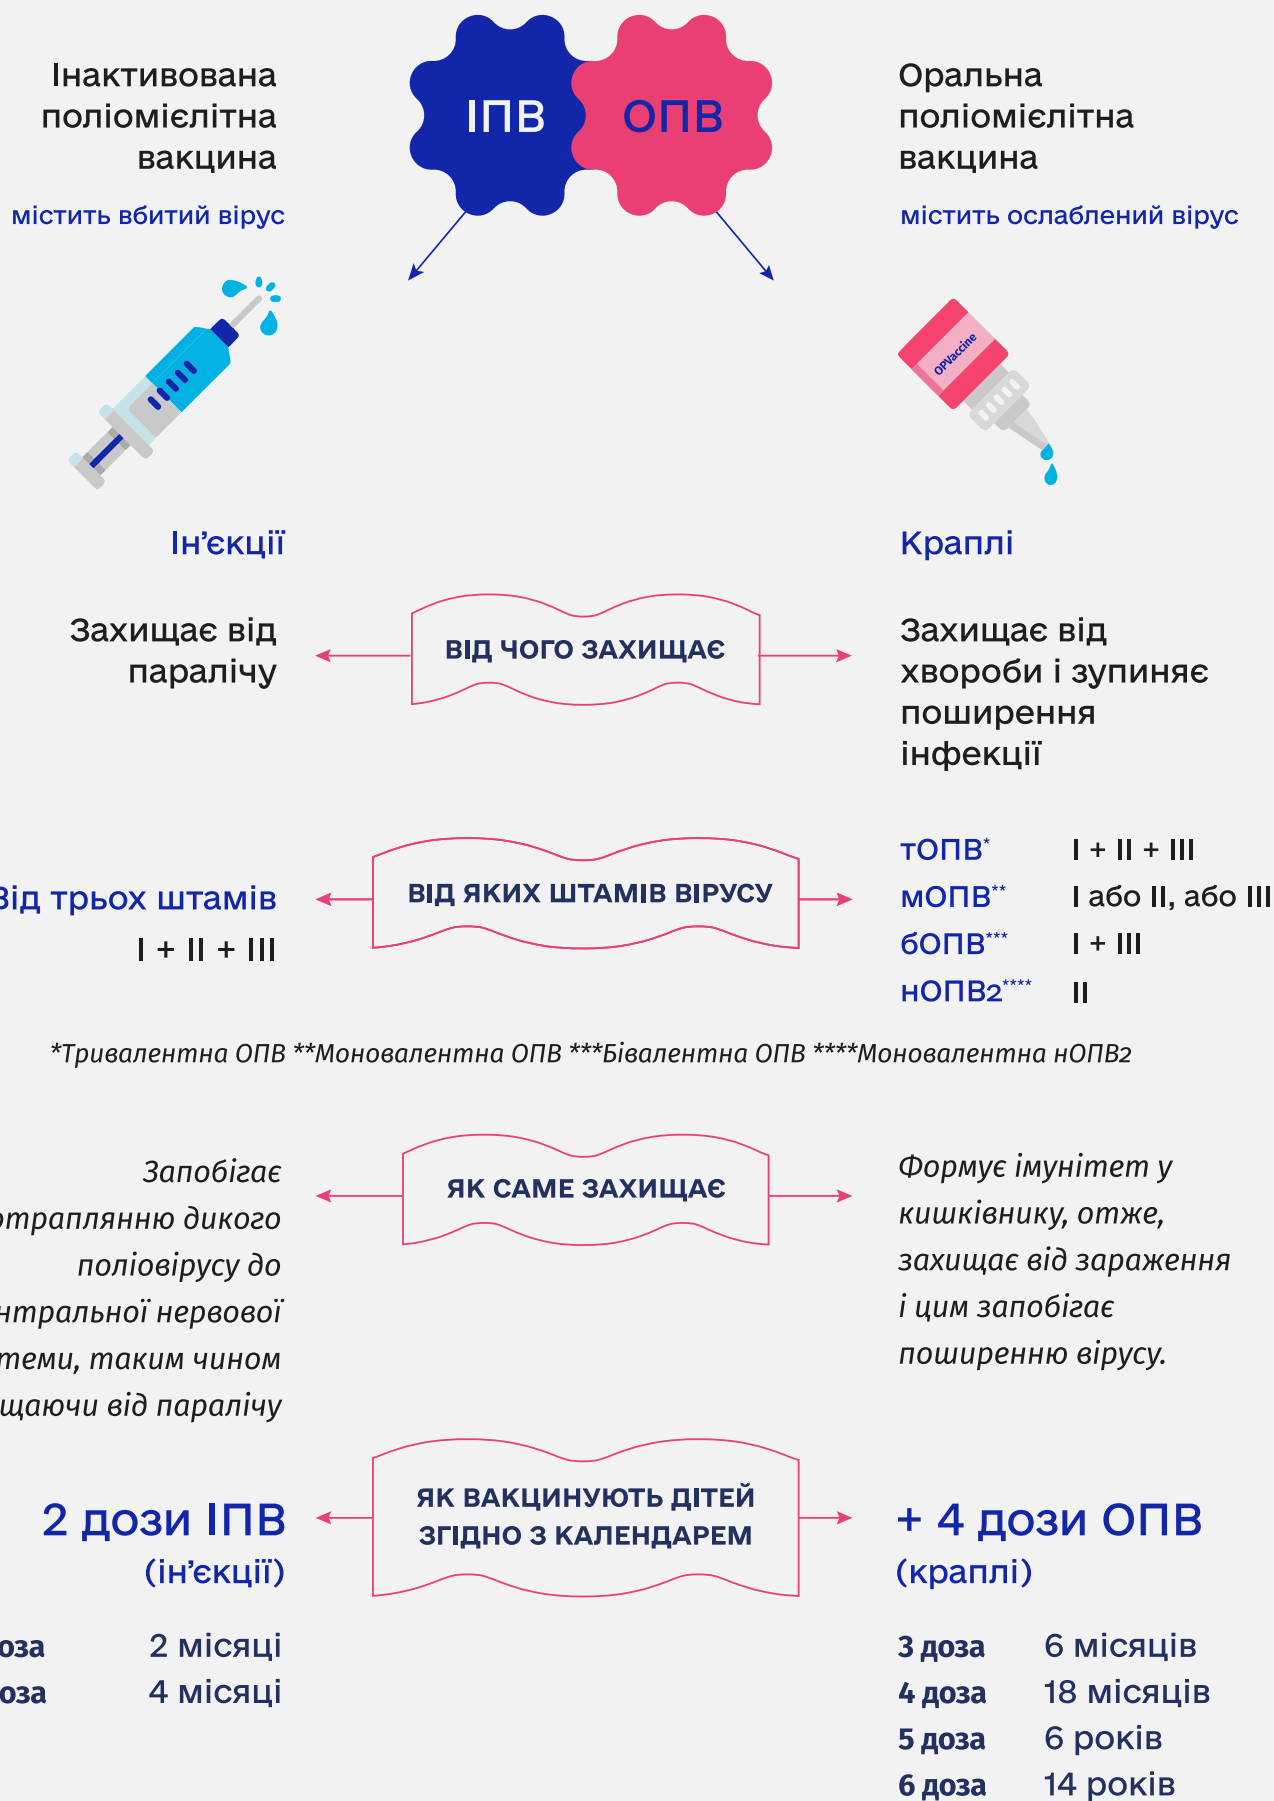 Інактивована
поліомієлітна
вакцина
містить вбитий вірус
ІПВ
ОПВ
Оральна
поліомієлітна
вакцина
містить ослаблений вірус
OPVaccine
Ін’єкції
Краплі
Захищає від
паралічу
ВІД ЧОГО ЗАХИЩАЄ
Захищає від
хвороби і зупиняє
поширення
інфекції
Від трьох штамів
I + II + III
ВІД ЯКИХ ШТАМІВ ВІРУСУ
тОПВ* I + II + III
мОПВ** I або II, або III
бОПВ*** I + III
нОПВ2**** II
*Тривалентна ОПВ **Моновалентна ОПВ ***Бівалентна ОПВ ****Моновалентна нОПВ2
Запобігає
отраплянню дикого
поліовірусу до
нтральної нервової
теми, таким чином
щаючи від паралічу
ЯК САМЕ ЗАХИЩАЄ
Формує імунітет у
кишківнику, отже,
захищає від зараження
і цим запобігає
поширенню вірусу.
2 дози ІПВ
(ін’єкції)
ЯК ВАКЦИНУЮТЬ ДІТЕЙ
ЗГІДНО З КАЛЕНДАРЕМ
+ 4 дози ОПВ
(краплі)
оза 2 місяці
оза 4 місяці
3 доза 6 місяців
4 доза 18 місяців
5 доза 6 років
6 доза 14 років